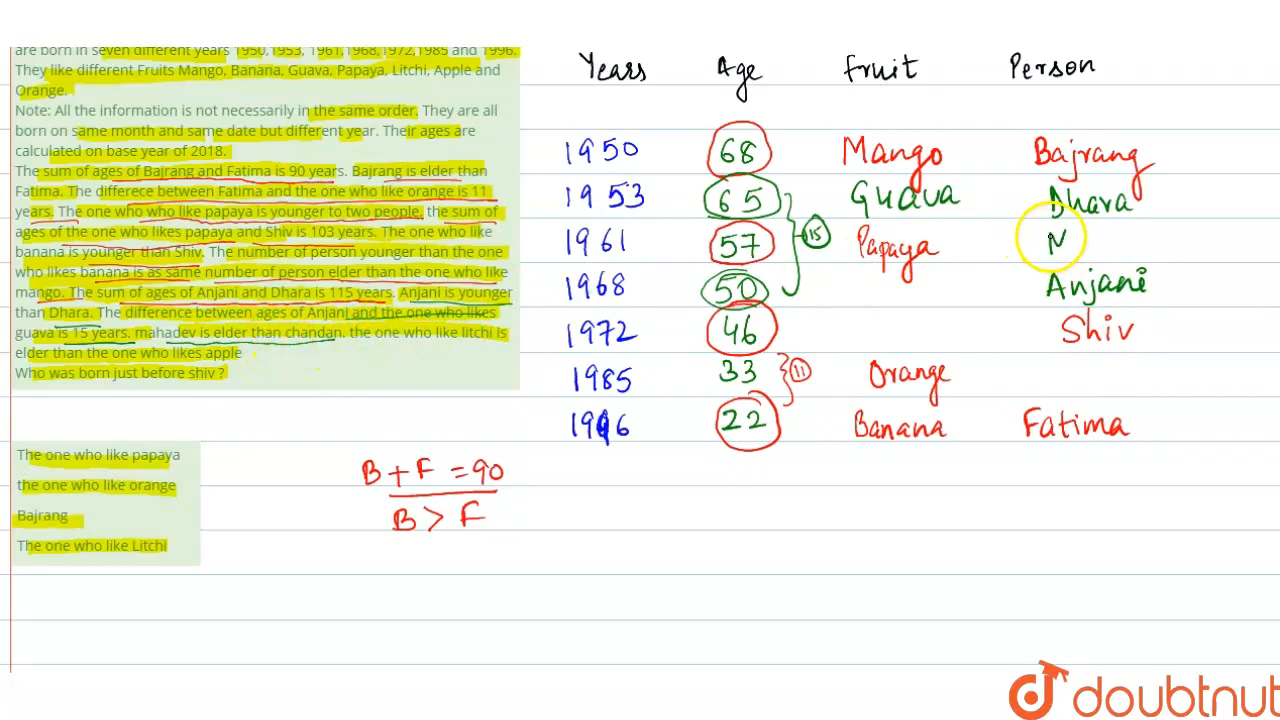 are born in seven different years 1950,1953, 1961,1968,1972,1985 and 1996.
They like different Fruits Mango, Banana, Guava, Papaya, Litchi, Apple and
Orange.
Note: All the information is not necessarily in the same order. They are all
born on same month and same date but different year. Their ages are
calculated on base year of 2018.
The sum of ages of Bajrang and Fatima is 90 years. Bajrang is elder than
Fatima. The differece between Fatima and the one who like orange is 11
years. The one who who like papaya is younger to two people, the sum of
ages of the one who likes papaya and Shiv is 103 years. The one who like
banana is younger than Shiv. The number of person younger than the one
who likes banana is as same number of person elder than the one who like
mango. The sum of ages of Anjani and Dhara is 115 years. Anjani is younger
than Dhara. The difference between ages of Anjani and the one who likes
guava is 15 years. mahadev is elder than chandan. the one who like litchi is
elder than the one who likes apple
Who was born just before shiv ?
The one who like papaya
the one who like orange
Bajrang
The one who like Litchi
B + F = 90
B > F
Years Age Fruit Person
1950 68 Mango Bajrang
1953 65 Guava Dhara
15
1961 57 Papaya M
1968 50 Anjani
1972 46 Shiv
1985 33 Orange
11
1996 22 Banana Fatima
doubtnut